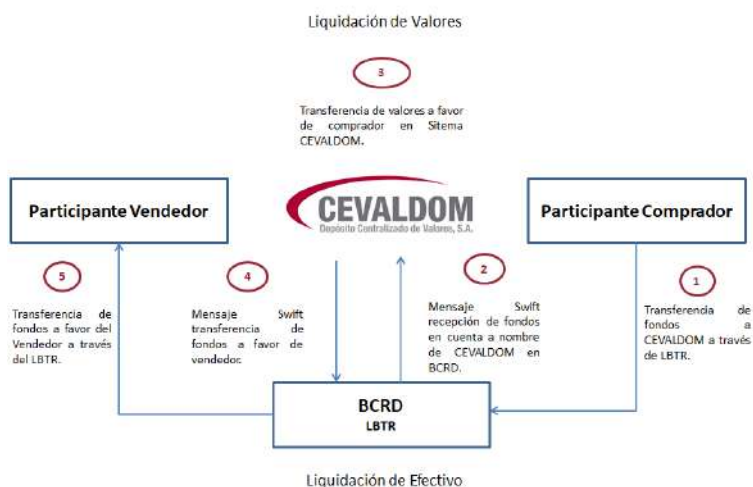 Liquidación de Valores
3
Transferencia de valores a favor
de comprador en Sitema
CEVALDOM.
Participante Vendedor
CEVALDOM
Depósito Centralizado de Valores, S.A.
Participante Comprador
5
Transferencia de
fondos a favor del
Vendedor a través
del LBTR.
4
Mensaje Swift
transferencia de
fondos a favor de
vendedor.
2
Mensaje Swift
recepción de fondos
en cuenta a nombre
de CEVALDOM en
BCRD.
1
Transferencia de
fondos a
CEVALDOM a través
de LBTR.
BCRD
LBTR
Liquidación de Efectivo